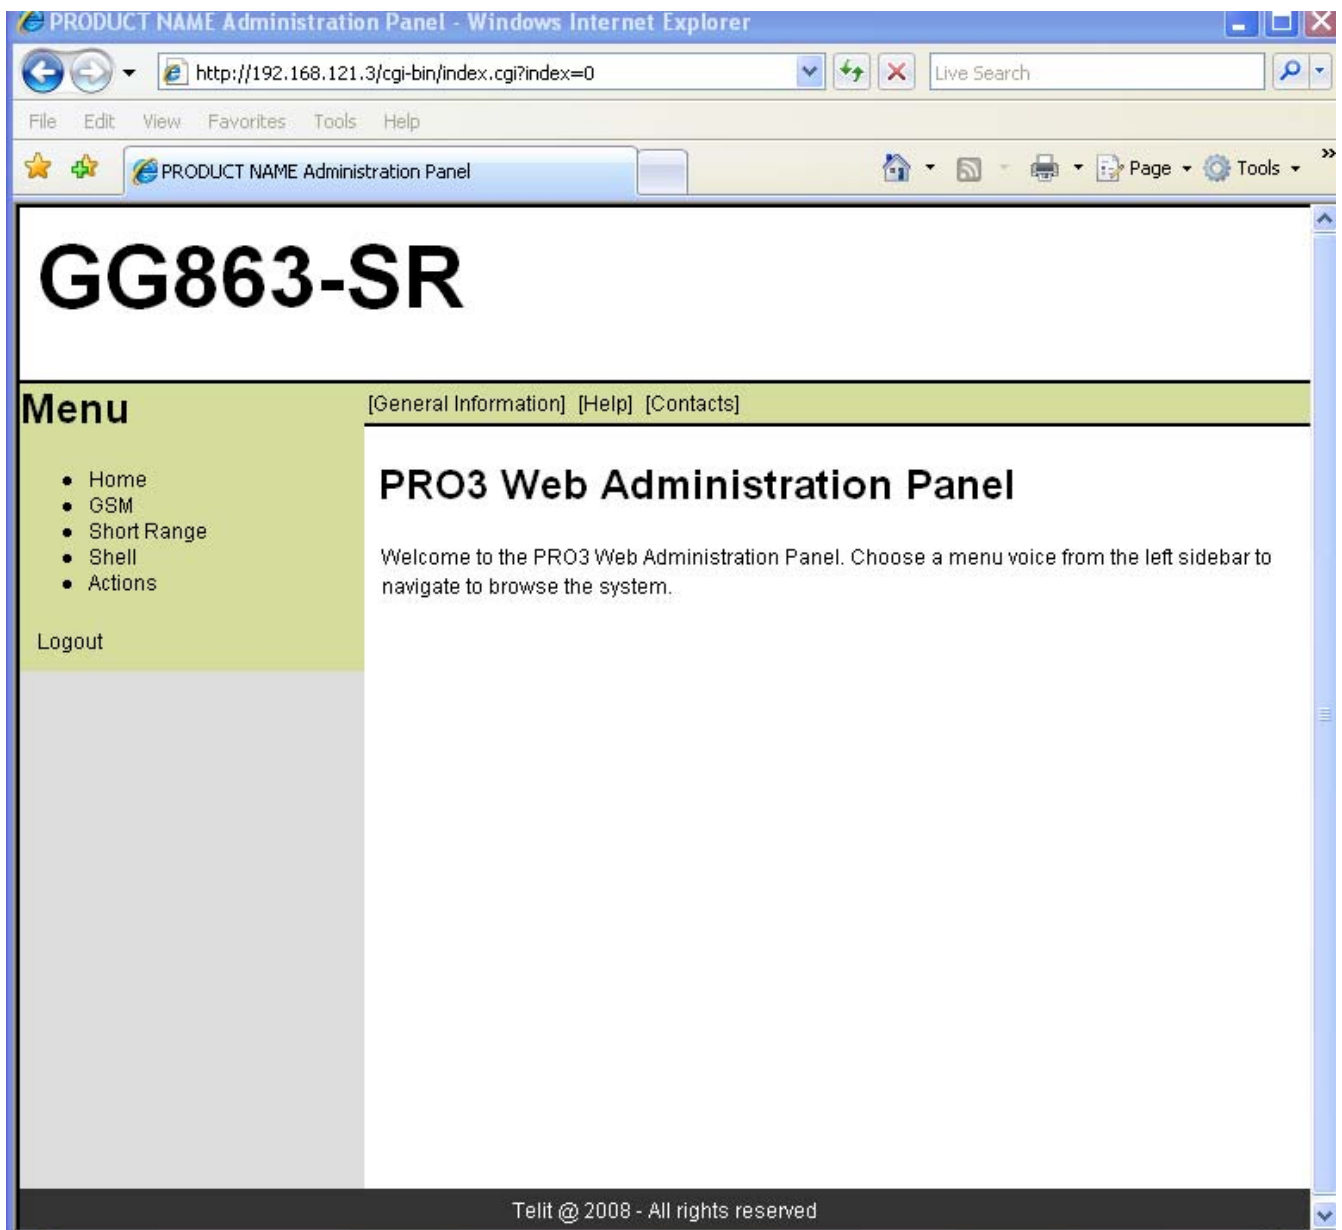 PRODUCT NAME Administration Panel - Windows Internet Explorer
http://192.168.121.3/cgi-bin/index.cgi?index=0
Live Search
File Edit View Favorites Tools Help
PRODUCT NAME Administration Panel
Page Tools »
GG863-SR
Menu
[General Information] [Help] [Contacts]
Home
GSM
Short Range
Shell
Actions
Logout
PRO3 Web Administration Panel
Welcome to the PRO3 Web Administration Panel. Choose a menu voice from the left sidebar to
navigate to browse the system.
Telit @ 2008 - All rights reserved